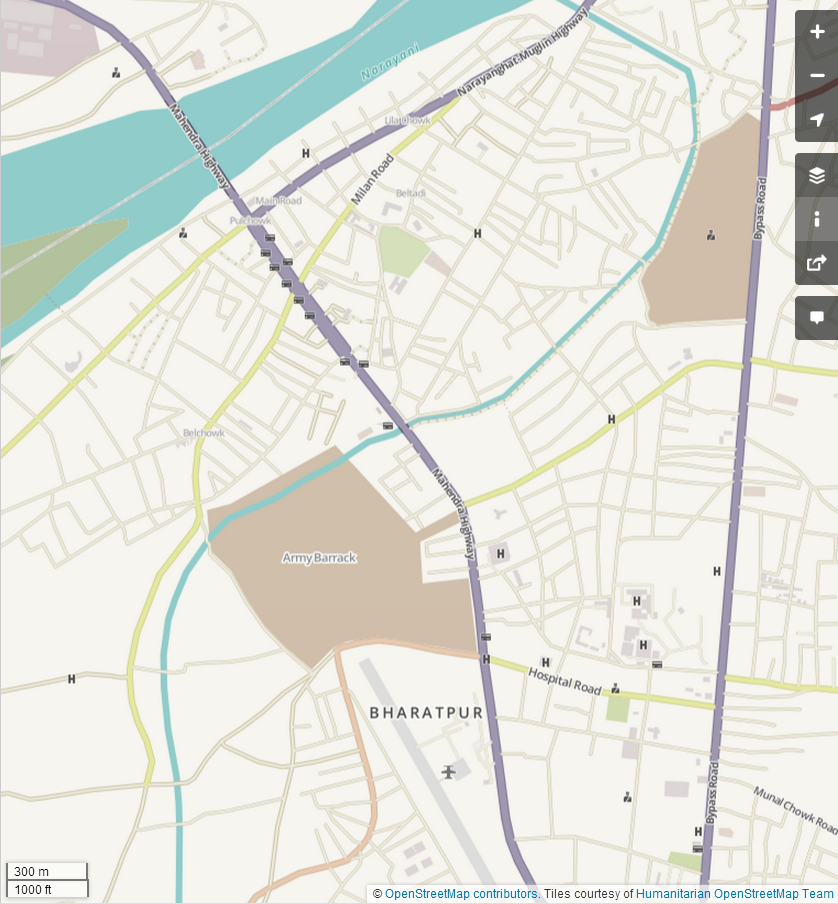 Narayani
Narayanghat-Muglin Highway
Mahendra Highway
Lila Chowk
Milan Road
Beltadi
Main Road
Pulchowk
Bypass Road
Belchowk
Mahendra Highway
Army Barrack
H
H
H
H
H
H
H
H
H
H
H
Hospital Road
BHARATPUR
Bypass Road
Munal Chowk Road
300 m
1000 ft
© OpenStreetMap contributors. Tiles courtesy of Humanitarian OpenStreetMap Team